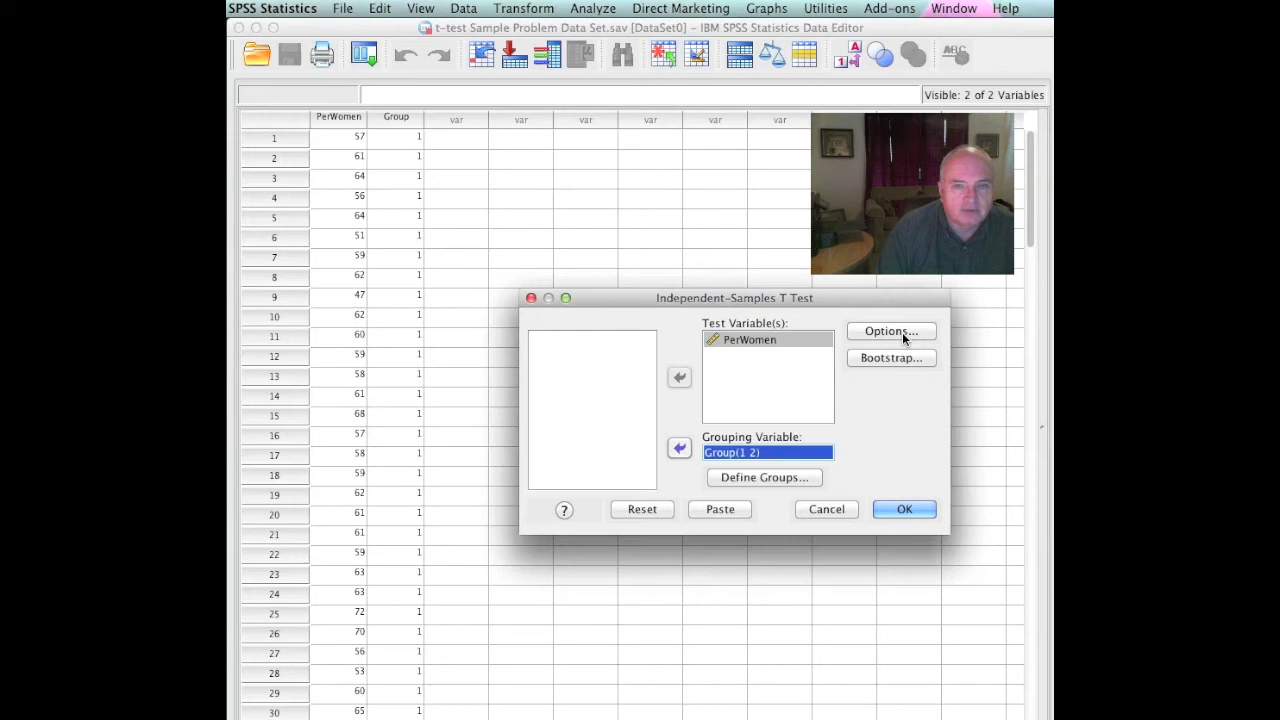 SPSS Statistics File Edit View Data Transform Analyze Direct Marketing Graphs Utilities Add-ons Window Help
t-test Sample Problem Data Set.sav [DataSet0] – IBM SPSS Statistics Data Editor
Visible: 2 of 2 Variables
PerWomen Group var var var var var var
1 57 1
2 61 1
3 64 1
4 56 1
5 64 1
6 51 1
7 59 1
8 62 1
9 47 1
10 62 1
11 60 1
12 59 1
13 58 1
14 61 1
15 68 1
16 57 1
17 58 1
18 59 1
19 62 1
20 61 1
21 61 1
22 59 1
23 63 1
24 63 1
25 72 1
26 70 1
27 56 1
28 53 1
29 60 1
30 65 1
Independent-Samples T Test
Test Variable(s):
PerWomen
Options...
Bootstrap...
Grouping Variable:
Group(1 2)
Define Groups...
? Reset Paste Cancel OK